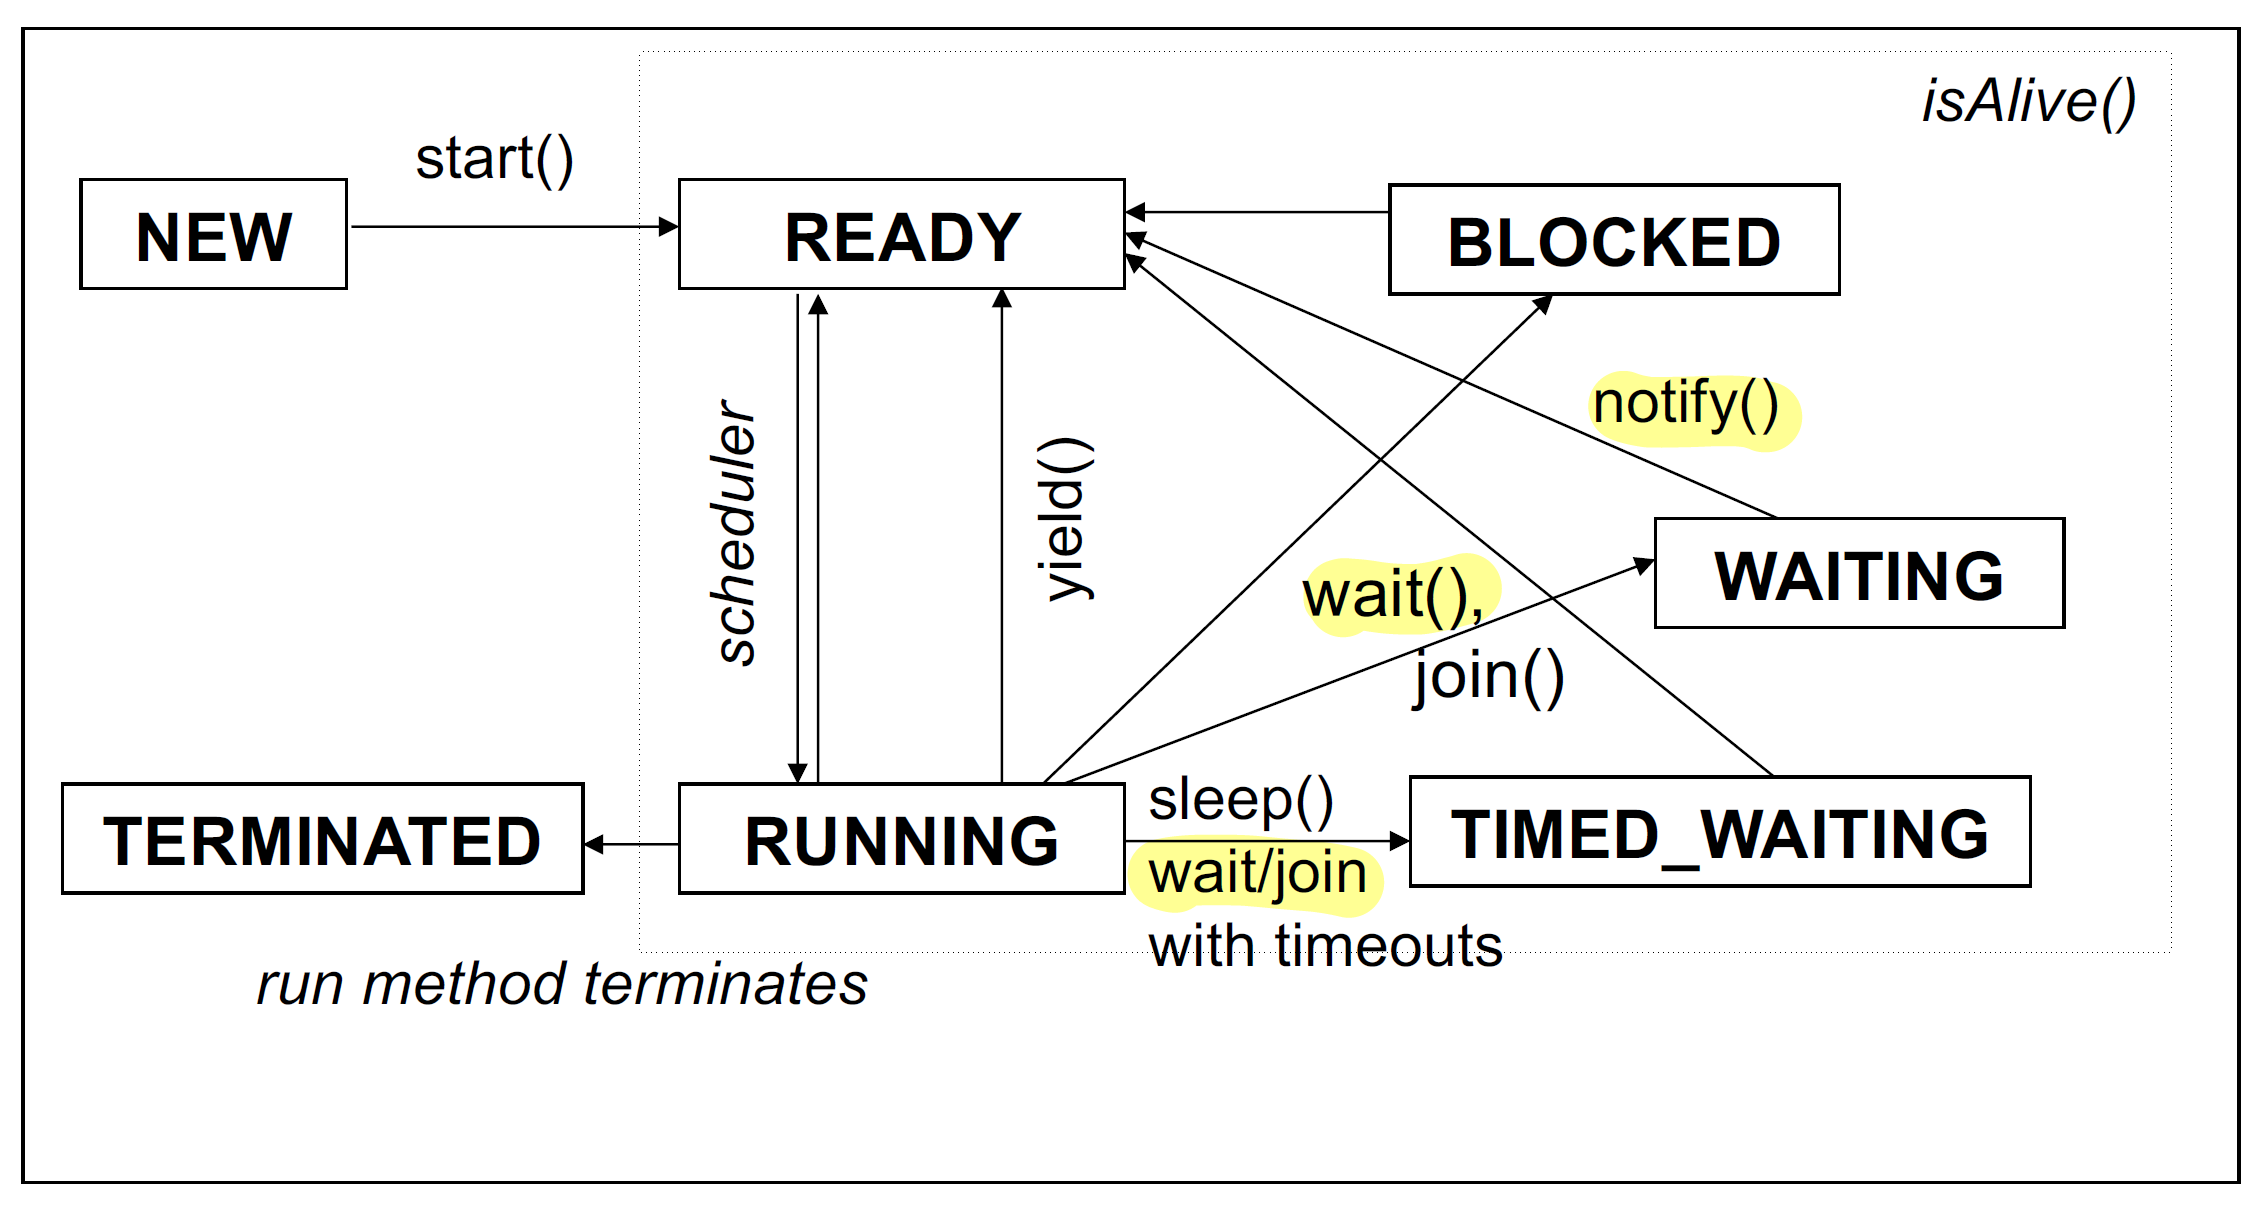 isAlive()
start()
NEW
READY
BLOCKED
notify()
scheduler
yield()
wait(),
join()
WAITING
sleep()
wait/join
with timeouts
TERMINATED
RUNNING
TIMED_WAITING
run method terminates